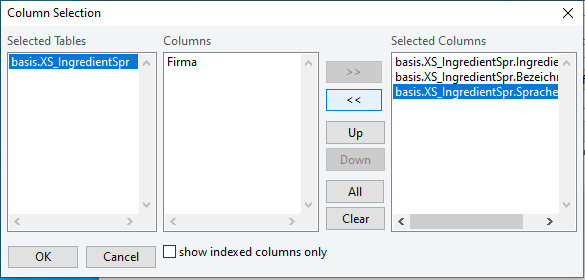 Column Selection
Selected Tables
Columns
Selected Columns
basis.XS_IngredientSpr
Firma
basis.XS_IngredientSpr.Ingredie
basis.XS_IngredientSpr.Bezeichn
basis.XS_IngredientSpr.Sprache
>>
<<
Up
Down
All
Clear
OK
Cancel
show indexed columns only